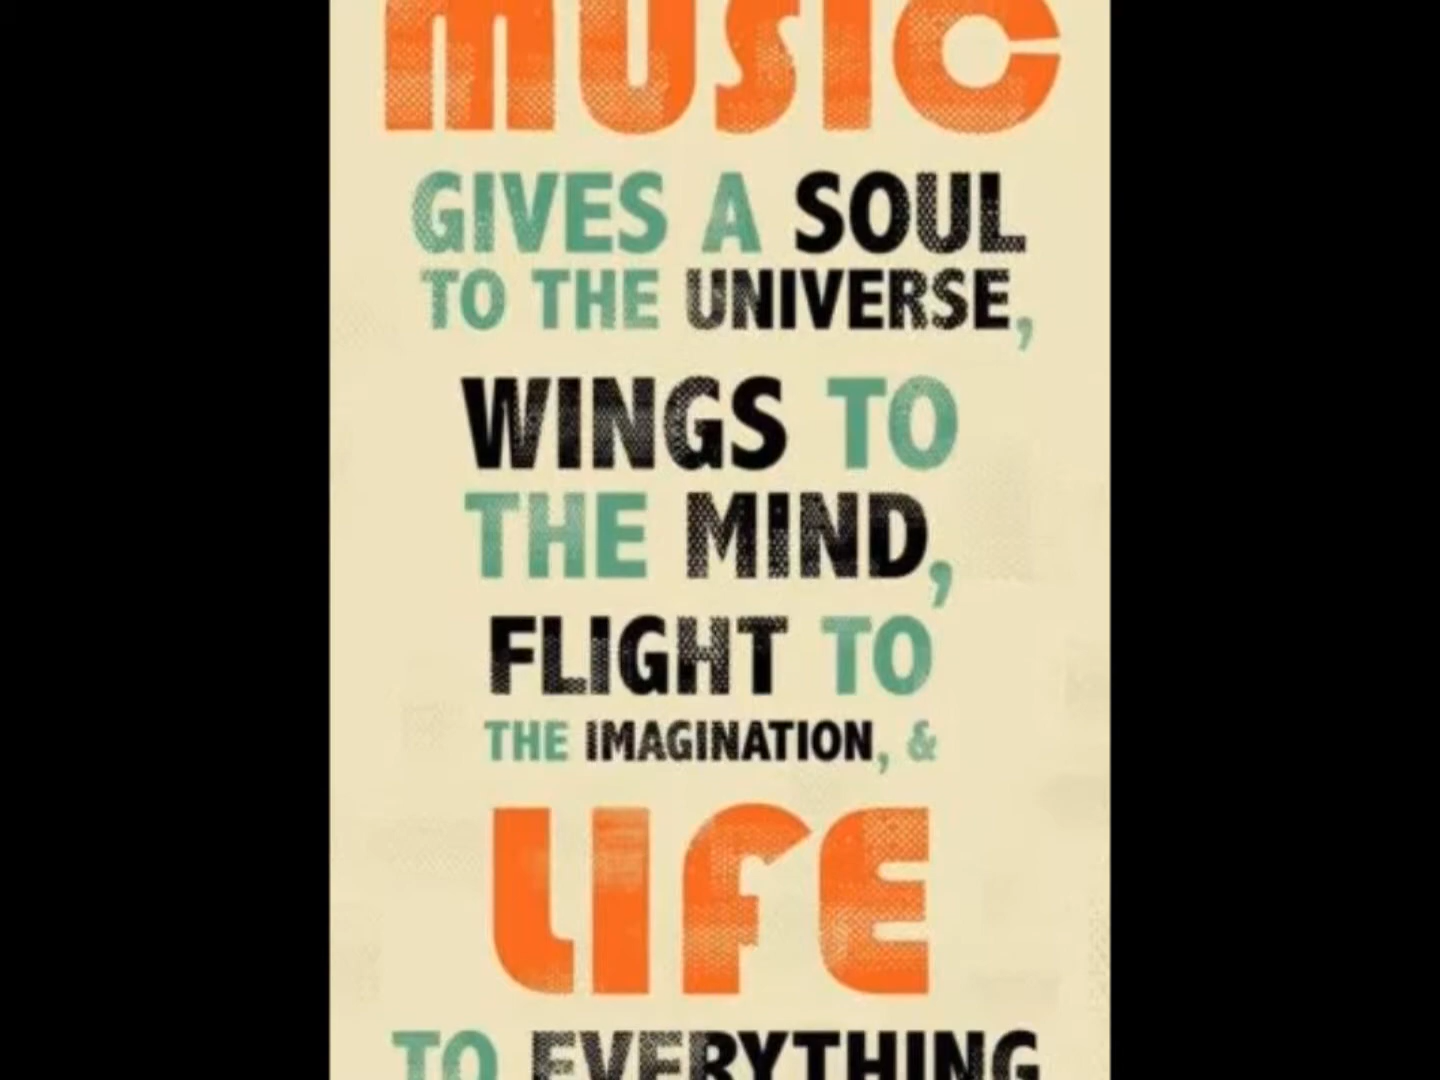 MUSIC
GIVES A SOUL
TO THE UNIVERSE,
WINGS TO
THE MIND,
FLIGHT TO
THE IMAGINATION, &
LIFE
TO EVERYTHING